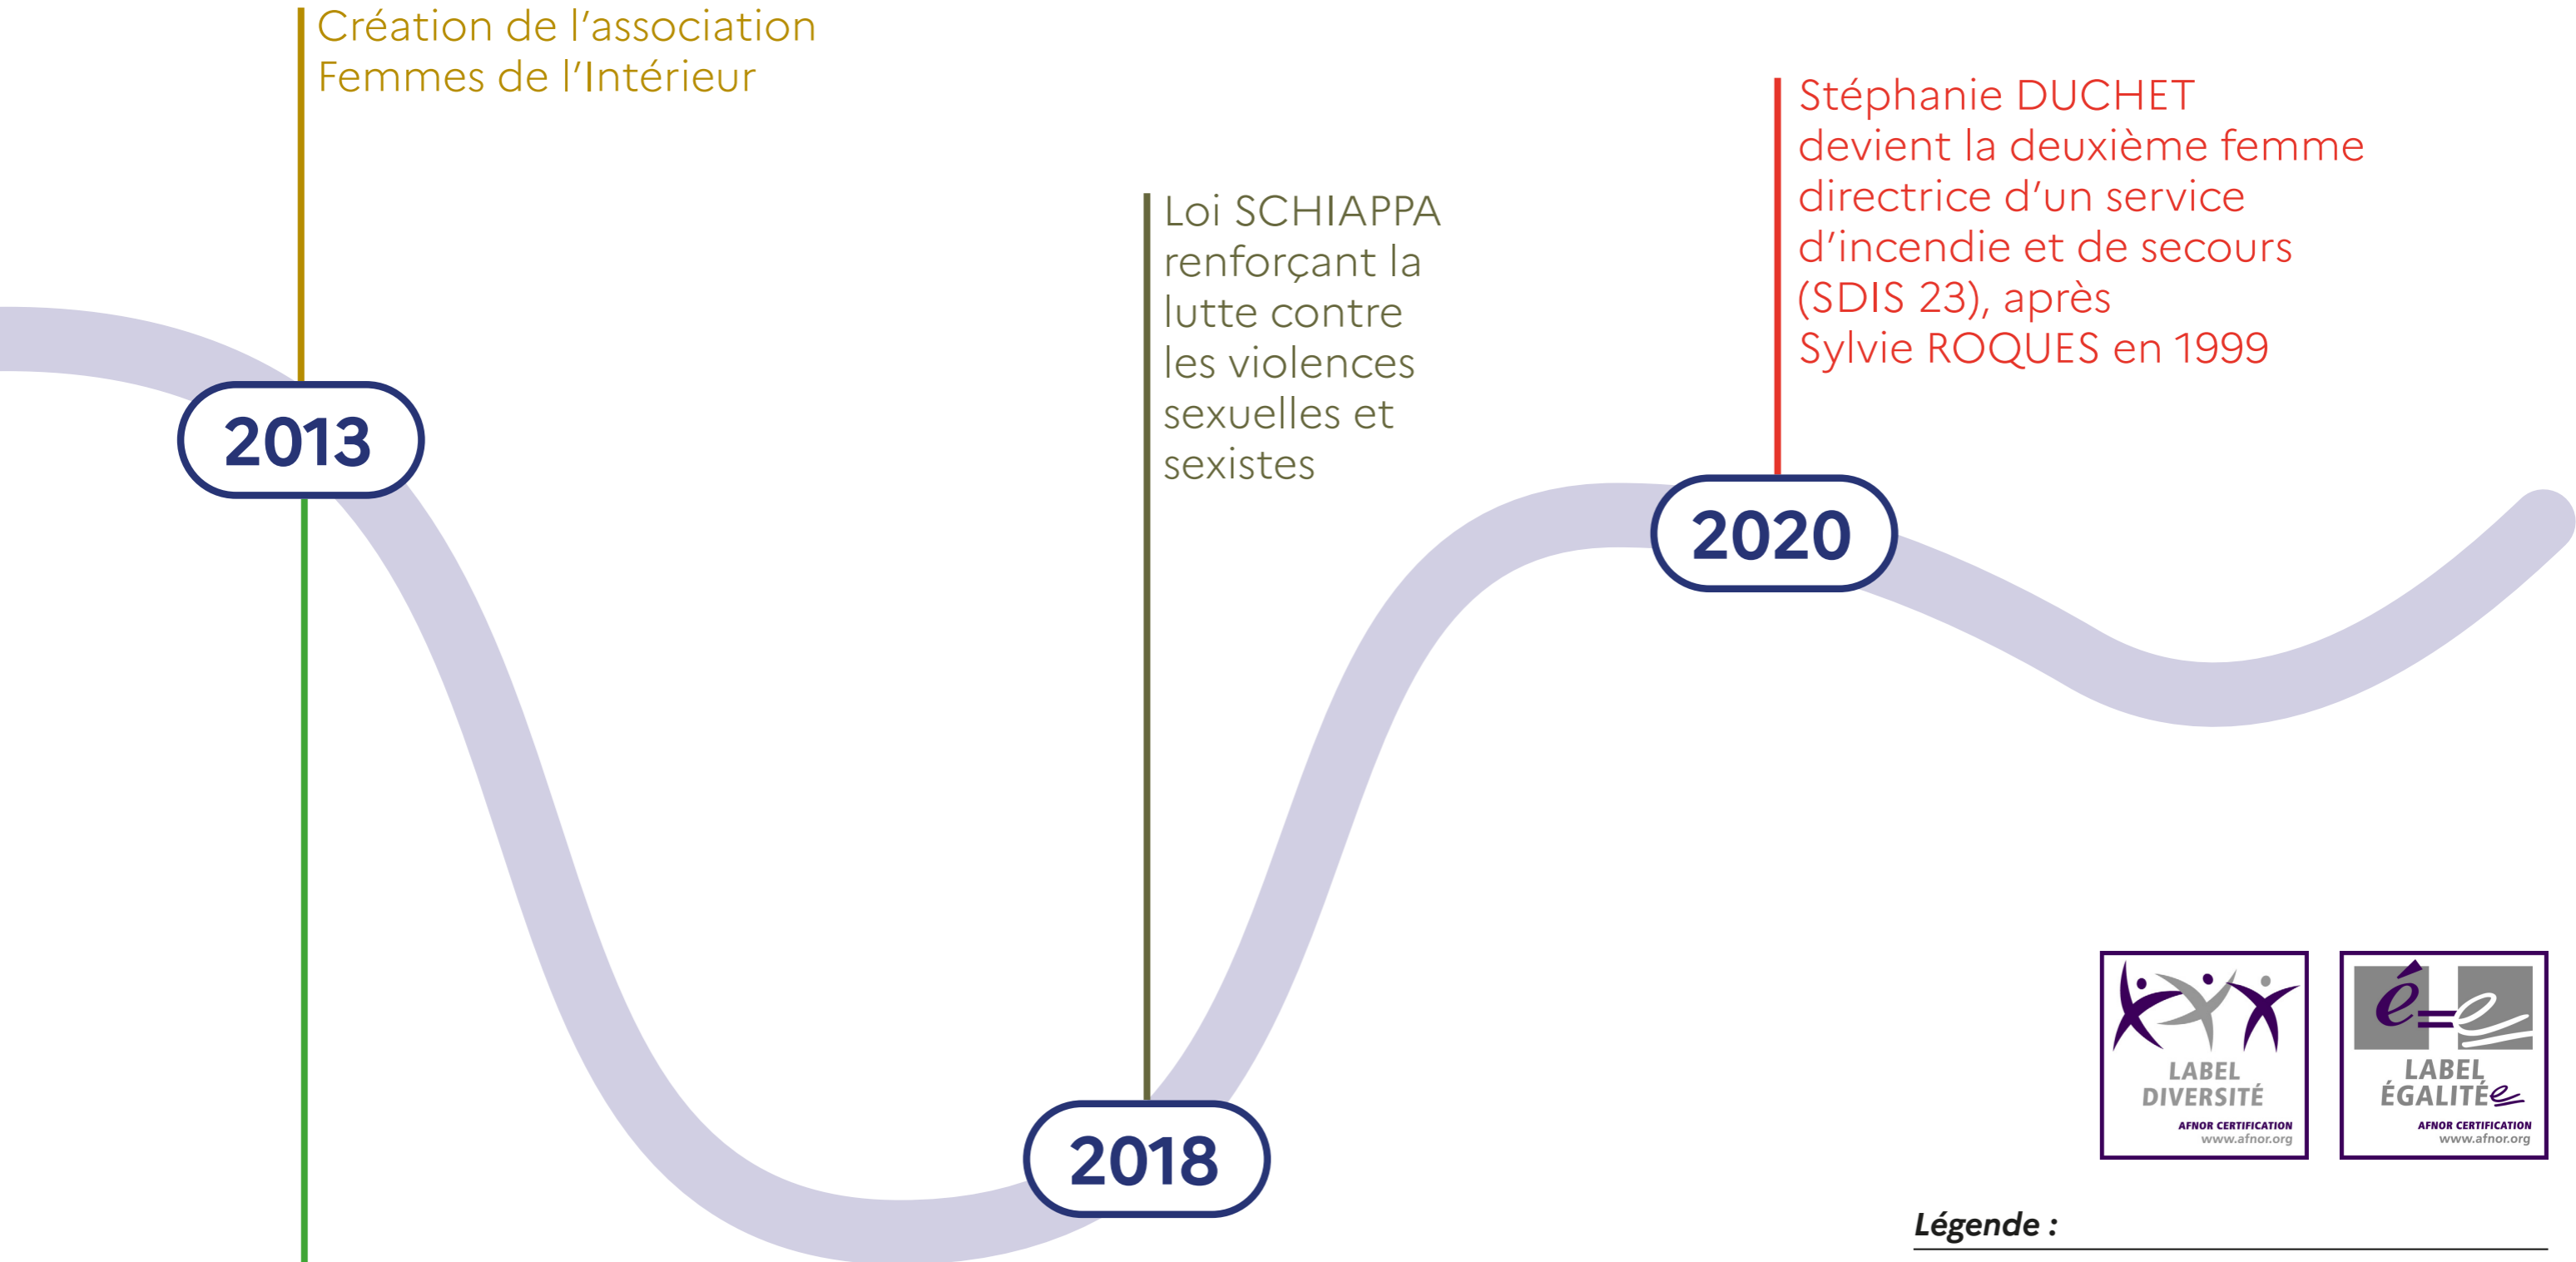 Création de l'association
Femmes de l'Intérieur
2013
Loi SCHIAPPA
renforçant la
lutte contre
les violences
sexuelles et
sexistes
2018
Stéphanie DUCHET
devient la deuxième femme
directrice d'un service
d'incendie et de secours
(SDIS 23), après
Sylvie ROQUES en 1999
2020
LABEL
DIVERSITÉ
AFNOR CERTIFICATION
www.afnor.org
é=e
LABEL
ÉGALITÉ
AFNOR CERTIFICATION
www.afnor.org
Légende :